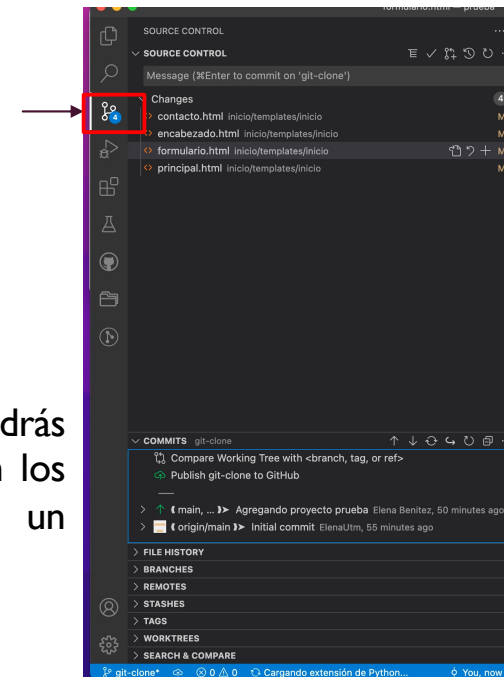 formulario.html — prueba
SOURCE CONTROL
SOURCE CONTROL
Message (⌘Enter to commit on 'git-clone')
Changes 4
contacto.html inicio/templates/inicio M
encabezado.html inicio/templates/inicio M
formulario.html inicio/templates/inicio M
principal.html inicio/templates/inicio M
4
drás
los
un
COMMITS git-clone
Compare Working Tree with <branch, tag, or ref>
Publish git-clone to GitHub
main, ... Agregando proyecto prueba Elena Benitez, 50 minutes ago
origin/main Initial commit ElenaUtm, 55 minutes ago
FILE HISTORY
BRANCHES
REMOTES
STASHES
TAGS
WORKTREES
SEARCH & COMPARE
git-clone* 0 0 Cargando extensión de Python... You, now